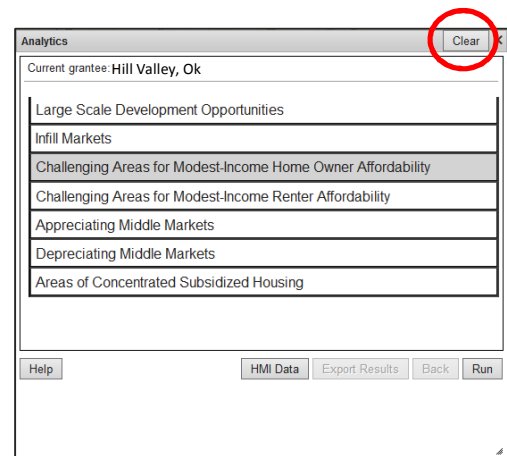 Analytics Clear ×
Current grantee: Hill Valley, Ok
Large Scale Development Opportunities
Infill Markets
Challenging Areas for Modest-Income Home Owner Affordability
Challenging Areas for Modest-Income Renter Affordability
Appreciating Middle Markets
Depreciating Middle Markets
Areas of Concentrated Subsidized Housing
Help HMI Data Export Results Back Run